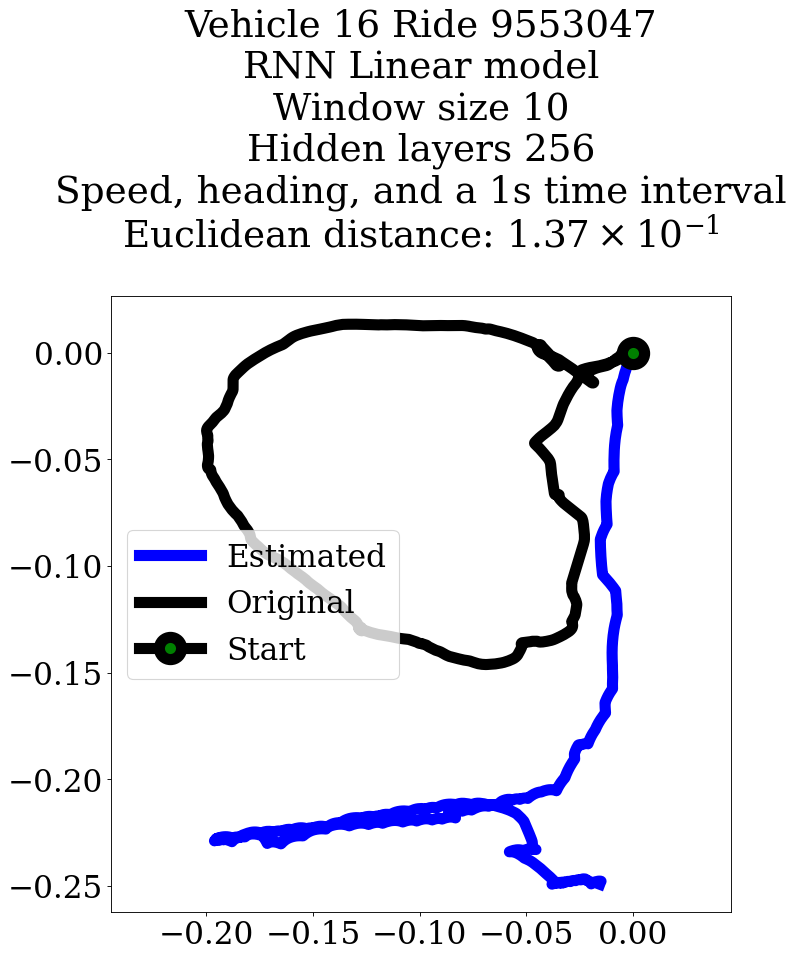 Vehicle 16 Ride 9553047
RNN Linear model
Window size 10
Hidden layers 256
Speed, heading, and a 1s time interval
Euclidean distance: 1.37 × 10⁻¹
0.00
−0.05
−0.10
−0.15
−0.20
−0.25
Estimated
Original
Start
−0.20 −0.15 −0.10 −0.05 0.00